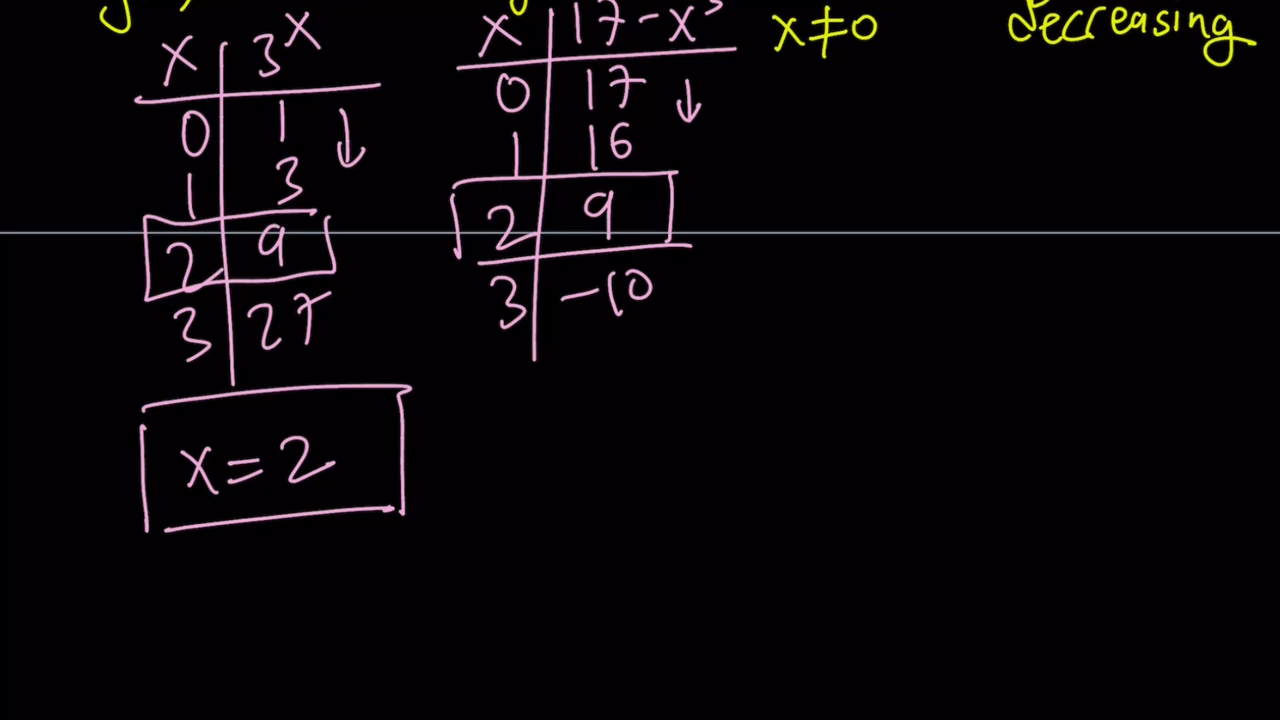 x 3^x
0 1 ↓
1 3
2 9
3 27
x 17 - x³
0 17 ↓
1 16
2 9
3 -10
x ≠ 0
decreasing
x = 2